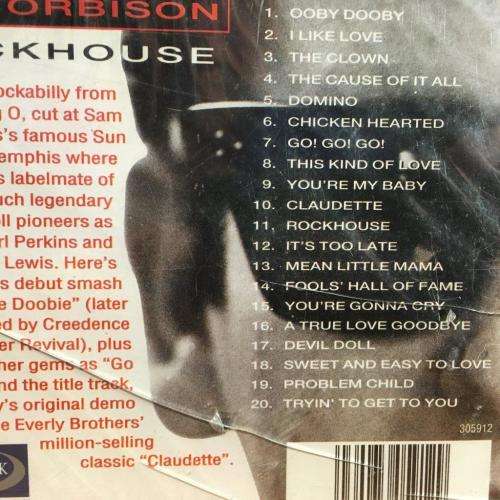 ORBISON
CKHOUSE
ockabilly from
g O, cut at Sam
s's famous Sun
emphis where
s labelmate of
uch legendary
oll pioneers as
rl Perkins and
Lewis. Here's
s debut smash
e Doobie" (later
ed by Creedence
er Revival), plus
her gems as "Go
nd the title track,
y's original demo
e Everly Brothers'
million-selling
classic "Claudette".
K
1. OOBY DOOBY
2. I LIKE LOVE
3. THE CLOWN
4. THE CAUSE OF IT ALL
5. DOMINO
6. CHICKEN HEARTED
7. GO! GO! GO!
8. THIS KIND OF LOVE
9. YOU'RE MY BABY
10. CLAUDETTE
11. ROCKHOUSE
12. IT'S TOO LATE
13. MEAN LITTLE MAMA
14. FOOLS' HALL OF FAME
15. YOU'RE GONNA CRY
16. A TRUE LOVE GOODBYE
17. DEVIL DOLL
18. SWEET AND EASY TO LOVE
19. PROBLEM CHILD
20. TRYIN' TO GET TO YOU
305912